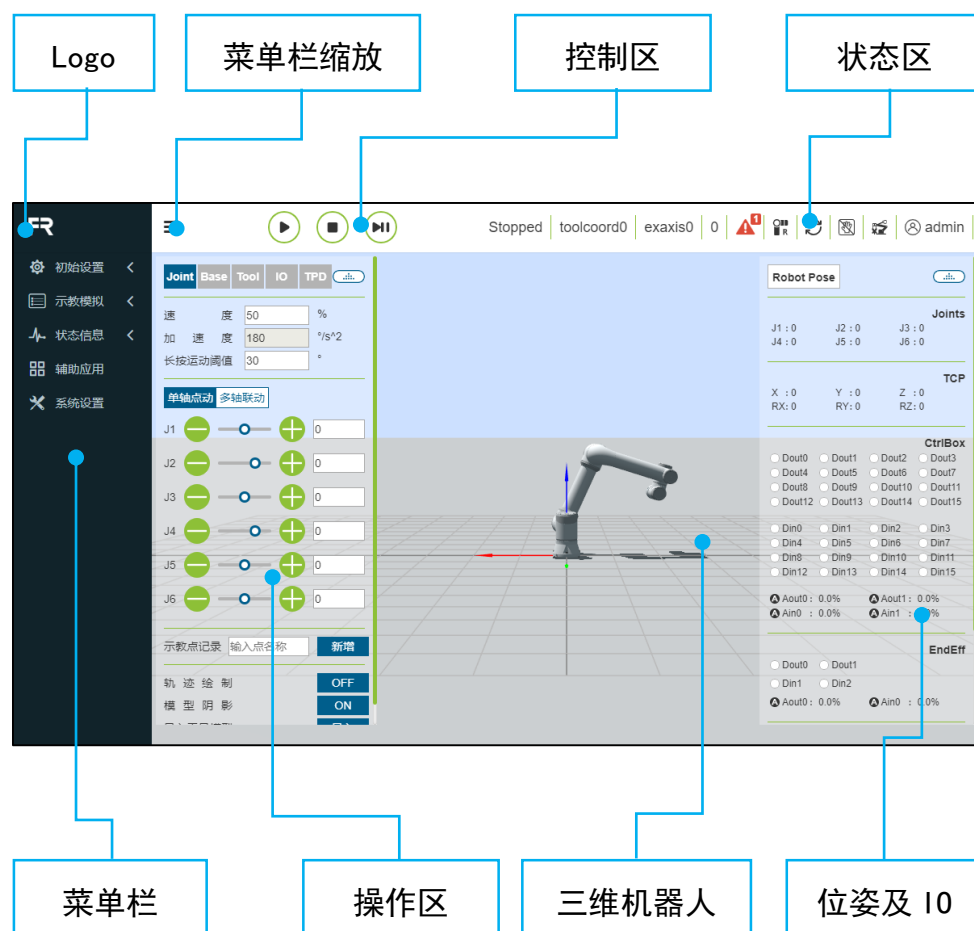 Logo
菜单栏缩放
控制区
状态区
FR
Stopped toolcoord0 exaxis0 0 1 R admin
初始设置
示教模拟
状态信息
辅助应用
系统设置
Joint Base Tool IO TPD
速 度 50 %
加 速 度 180 °/s^2
长按运动阈值 30 °
单轴点动 多轴联动
J1 0
J2 0
J3 0
J4 0
J5 0
J6 0
示教点记录 输入点名称 新增
轨 迹 绘 制 OFF
模 型 阴 影 ON
Robot Pose
Joints
J1 : 0 J2 : 0 J3 : 0
J4 : 0 J5 : 0 J6 : 0
TCP
X : 0 Y : 0 Z : 0
RX: 0 RY: 0 RZ: 0
CtrlBox
Dout0 Dout1 Dout2 Dout3
Dout4 Dout5 Dout6 Dout7
Dout8 Dout9 Dout10 Dout11
Dout12 Dout13 Dout14 Dout15
Din0 Din1 Din2 Din3
Din4 Din5 Din6 Din7
Din8 Din9 Din10 Din11
Din12 Din13 Din14 Din15
A Aout0 : 0.0% A Aout1 : 0.0%
A Ain0 : 0.0% A Ain1 :
EndEff
Dout0 Dout1
Din1 Din2
A Aout0 : 0.0% A Ain0 : 0.0%
菜单栏
操作区
三维机器人
位姿及 IO